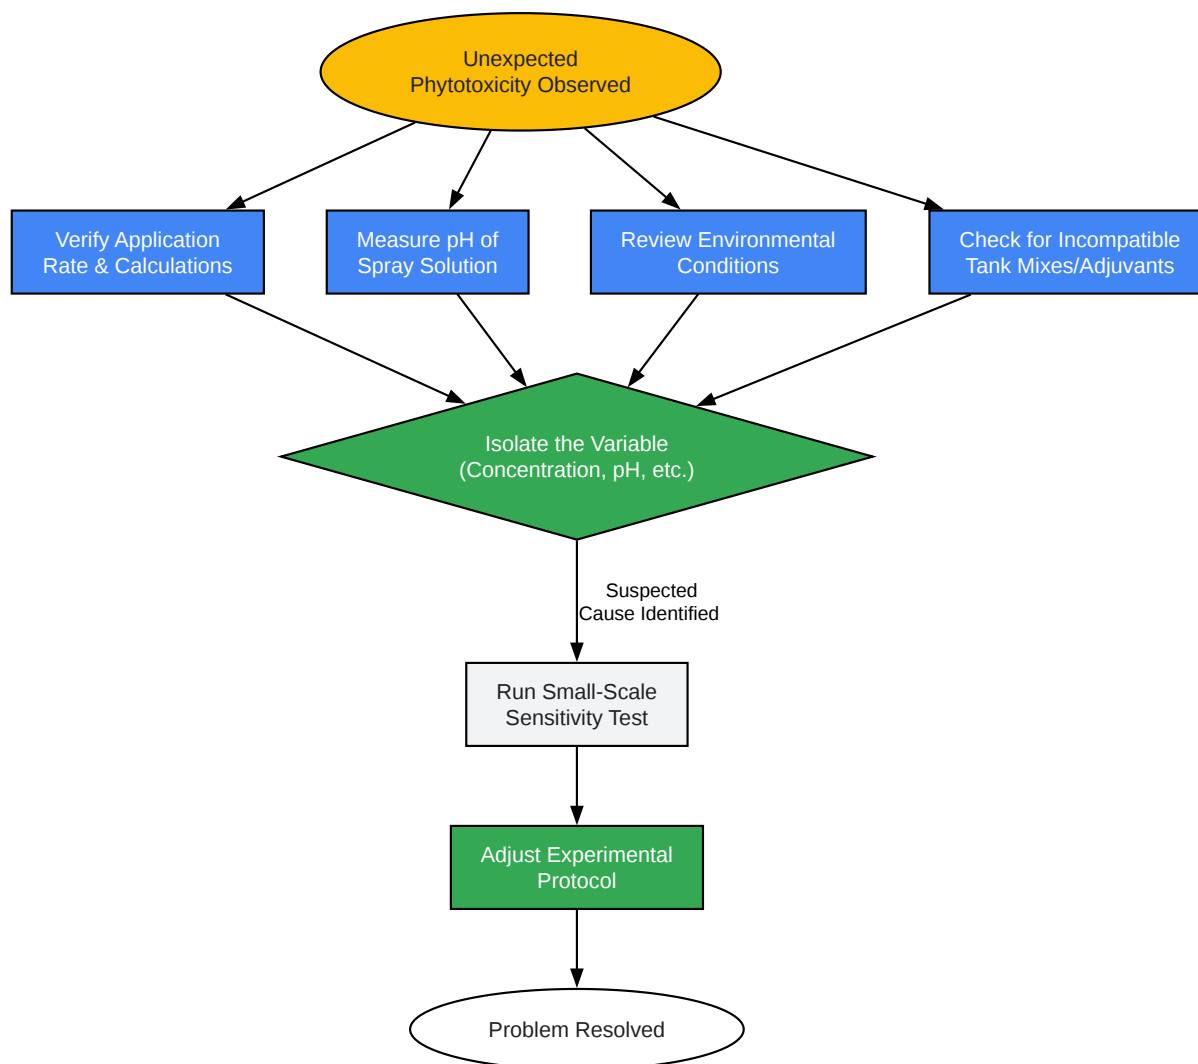 Unexpected
Phytotoxicity Observed
Verify Application
Rate & Calculations
Measure pH of
Spray Solution
Review Environmental
Conditions
Check for Incompatible
Tank Mixes/Adjuvants
Isolate the Variable
(Concentration, pH, etc.)
Suspected
Cause Identified
Run Small-Scale
Sensitivity Test
Adjust Experimental
Protocol
Problem Resolved